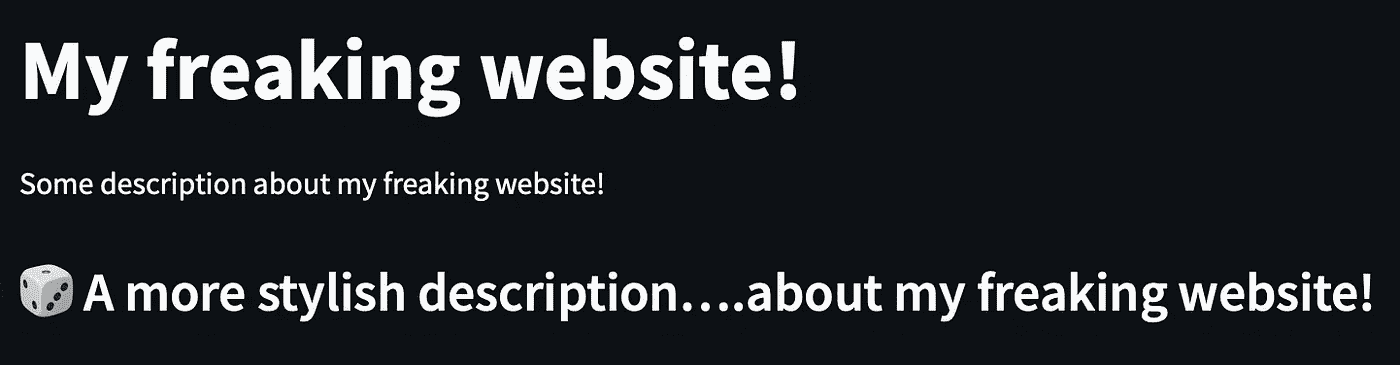 My freaking website!
Some description about my freaking website!
🎲 A more stylish description....about my freaking website!